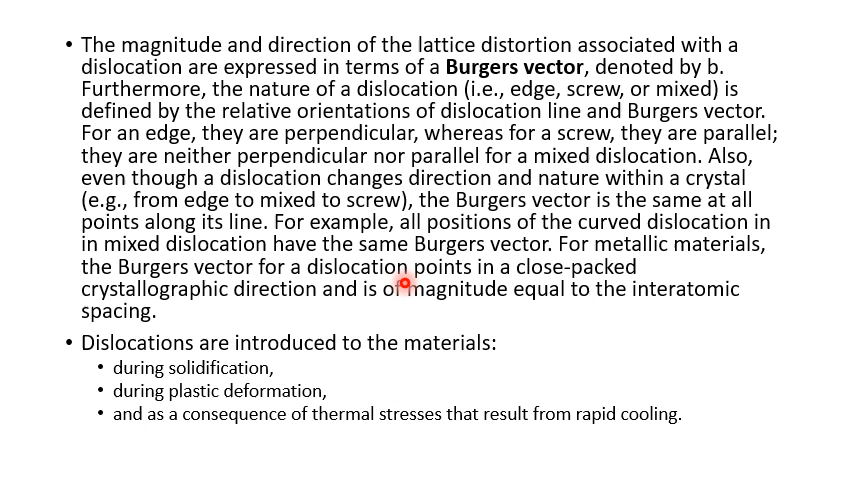 • The magnitude and direction of the lattice distortion associated with a
dislocation are expressed in terms of a Burgers vector, denoted by b.
Furthermore, the nature of a dislocation (i.e., edge, screw, or mixed) is
defined by the relative orientations of dislocation line and Burgers vector.
For an edge, they are perpendicular, whereas for a screw, they are parallel;
they are neither perpendicular nor parallel for a mixed dislocation. Also,
even though a dislocation changes direction and nature within a crystal
(e.g., from edge to mixed to screw), the Burgers vector is the same at all
points along its line. For example, all positions of the curved dislocation in
in mixed dislocation have the same Burgers vector. For metallic materials,
the Burgers vector for a dislocation points in a close-packed
crystallographic direction and is of magnitude equal to the interatomic
spacing.
• Dislocations are introduced to the materials:
• during solidification,
• during plastic deformation,
• and as a consequence of thermal stresses that result from rapid cooling.